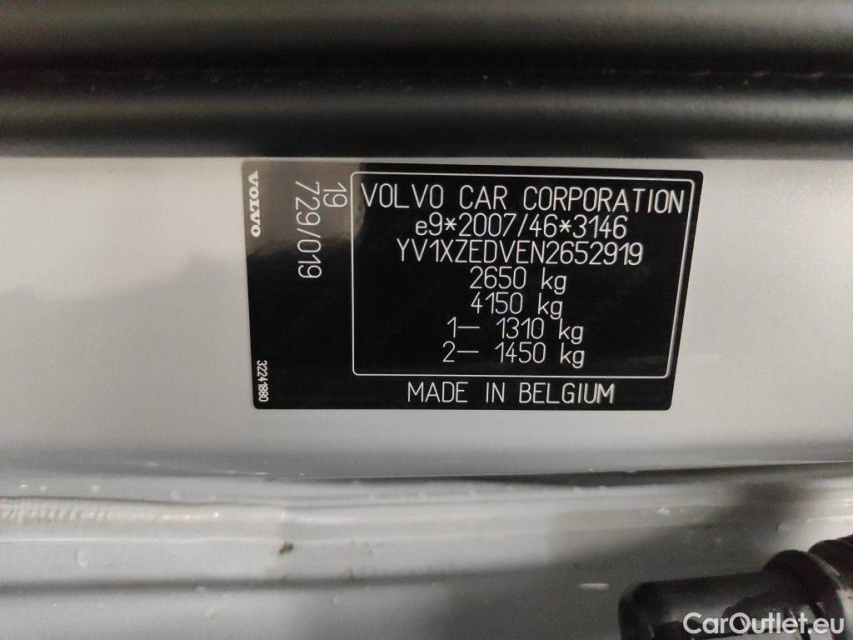 VOLVO
19
729/019
32241880
VOLVO CAR CORPORATION
e9*2007/46*3146
YV1XZEDVEN2652919
2650 kg
4150 kg
1– 1310 kg
2– 1450 kg
MADE IN BELGIUM
CarOutlet.eu